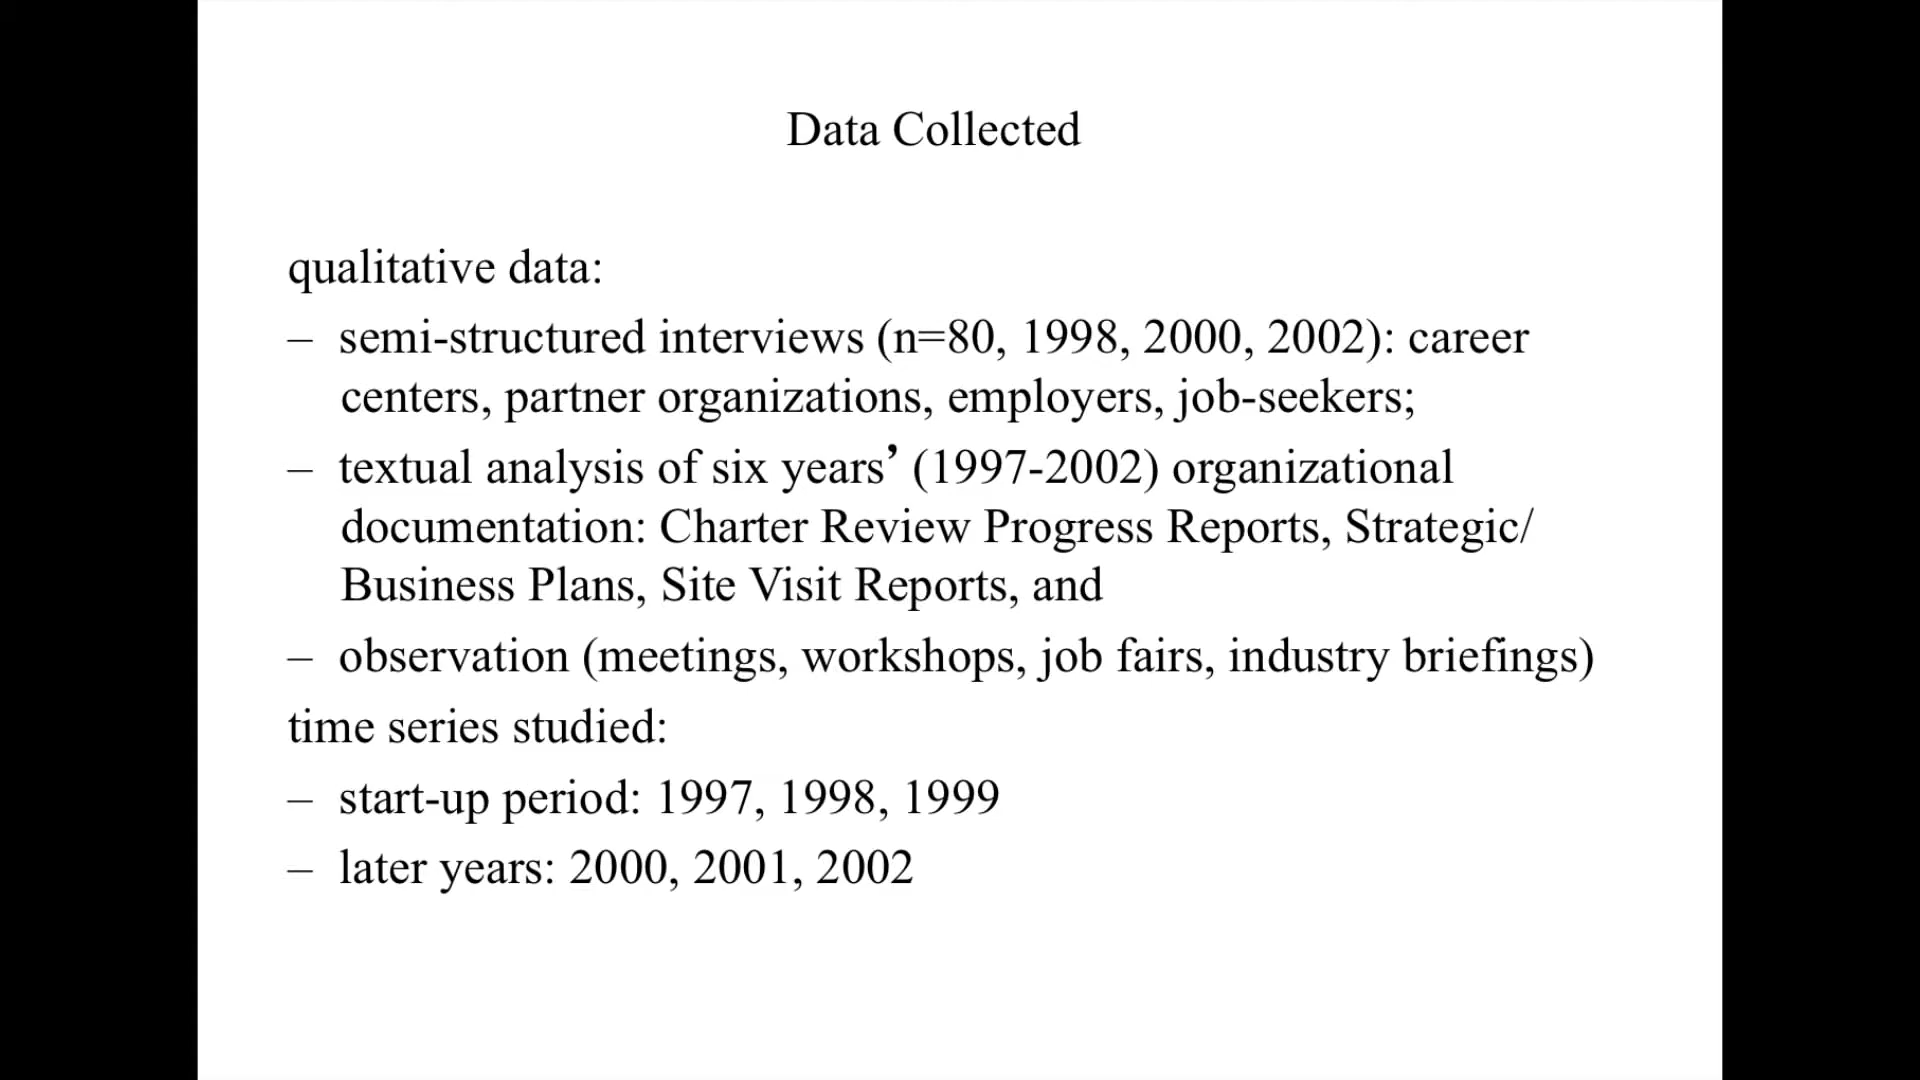 Data Collected
qualitative data:
– semi-structured interviews (n=80, 1998, 2000, 2002): career
centers, partner organizations, employers, job-seekers;
– textual analysis of six years’ (1997-2002) organizational
documentation: Charter Review Progress Reports, Strategic/
Business Plans, Site Visit Reports, and
– observation (meetings, workshops, job fairs, industry briefings)
time series studied:
– start-up period: 1997, 1998, 1999
– later years: 2000, 2001, 2002